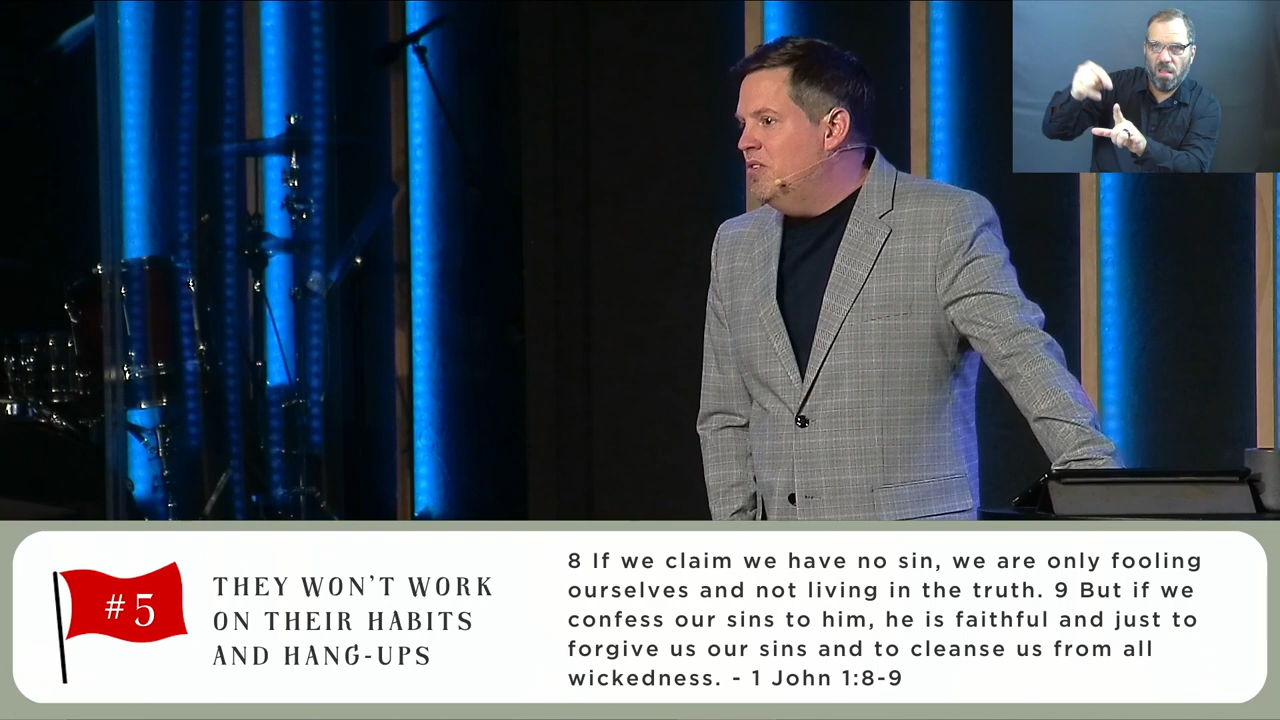 #5
THEY WON'T WORK
ON THEIR HABITS
AND HANG-UPS
8 If we claim we have no sin, we are only fooling
ourselves and not living in the truth. 9 But if we
confess our sins to him, he is faithful and just to
forgive us our sins and to cleanse us from all
wickedness. - 1 John 1:8-9